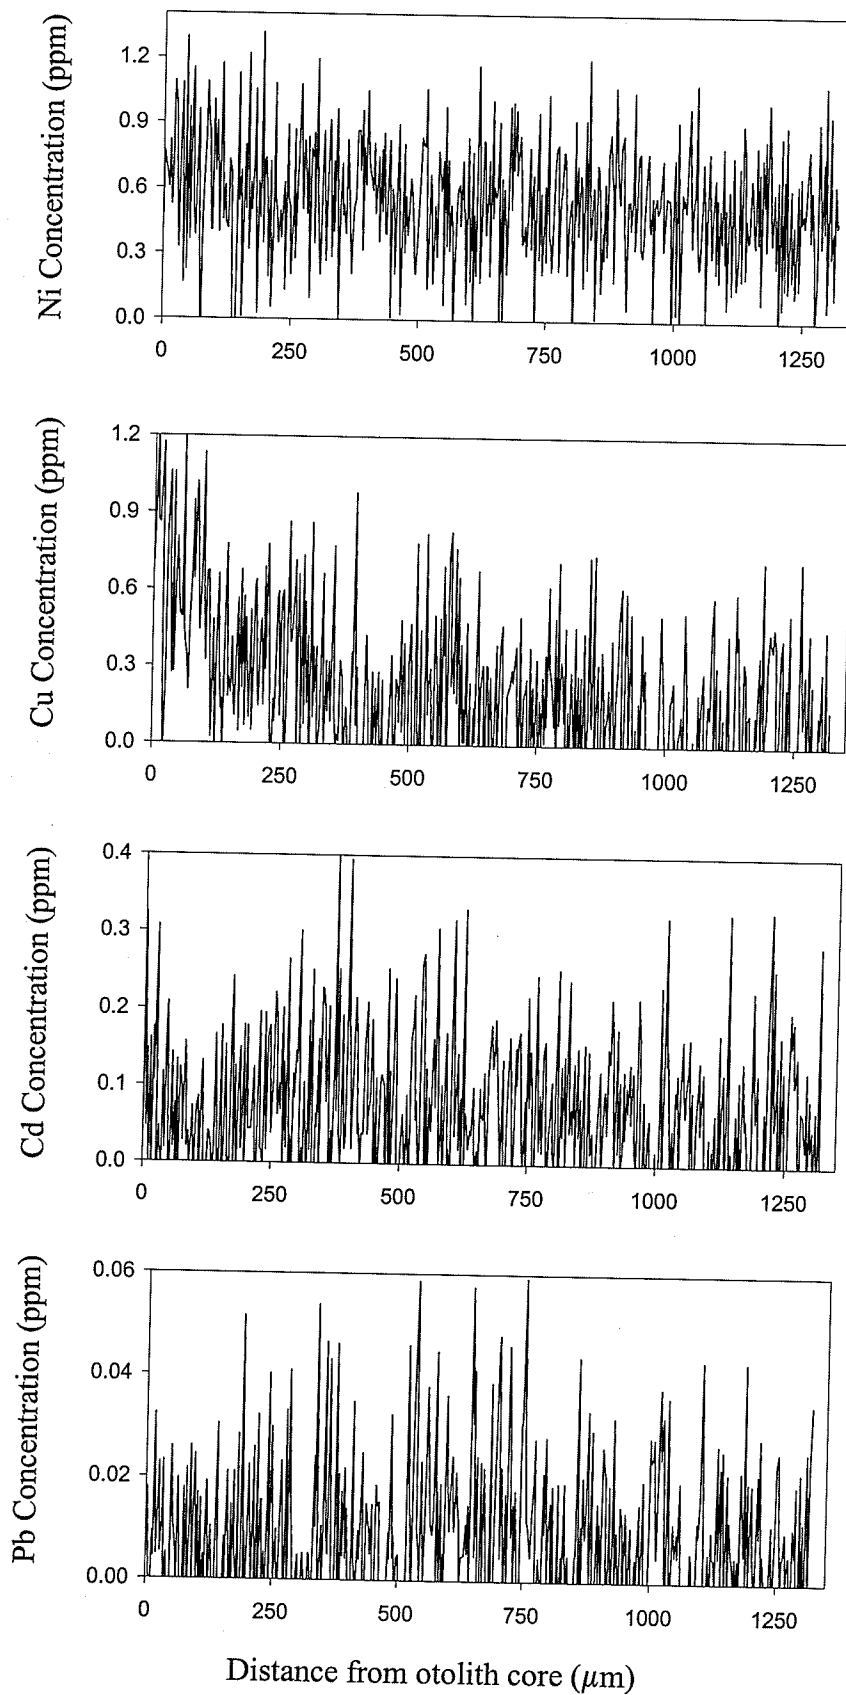 Ni Concentration (ppm)
1.2
0.9
0.6
0.3
0.0
0 250 500 750 1000 1250
Cu Concentration (ppm)
1.2
0.9
0.6
0.3
0.0
0 250 500 750 1000 1250
Cd Concentration (ppm)
0.4
0.3
0.2
0.1
0.0
0 250 500 750 1000 1250
Pb Concentration (ppm)
0.06
0.04
0.02
0.00
0 250 500 750 1000 1250
Distance from otolith core (μm)